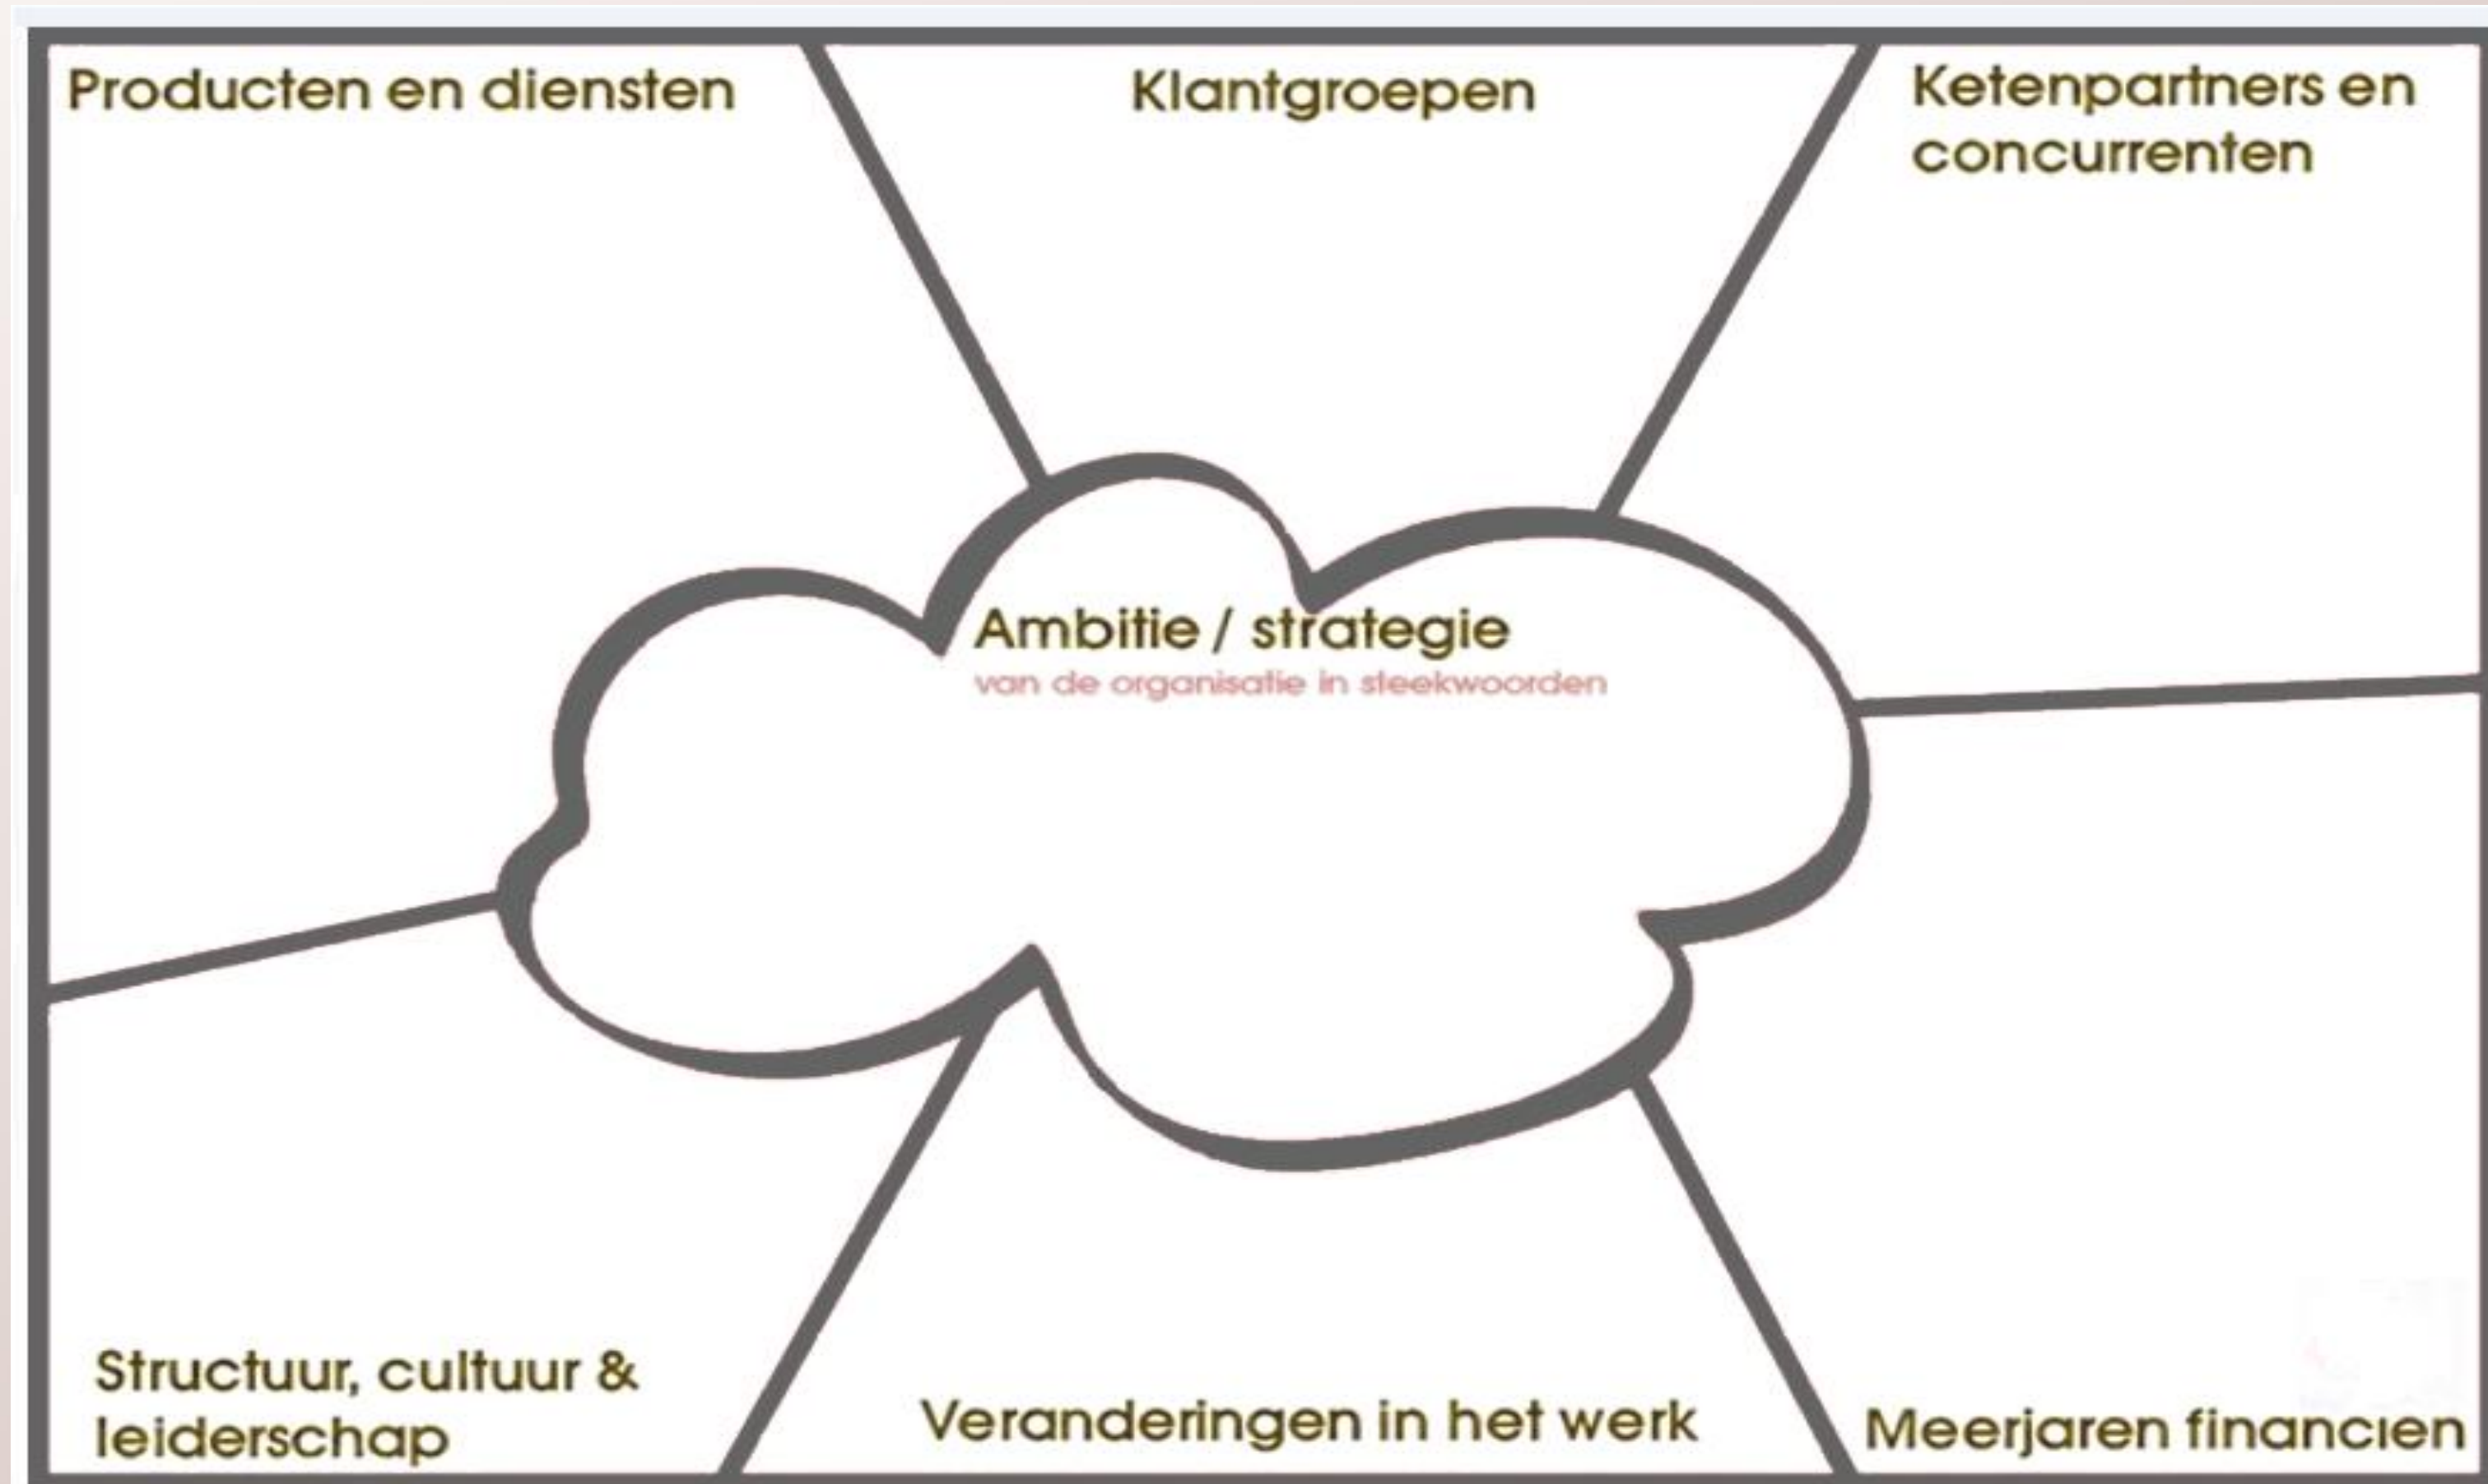 Producten en diensten
Klantgroepen
Ketenpartners en
concurrenten
Ambitie / strategie
van de organisatie in steekwoorden
Structuur, cultuur &
leiderschap
Veranderingen in het werk
Meerjaren financien